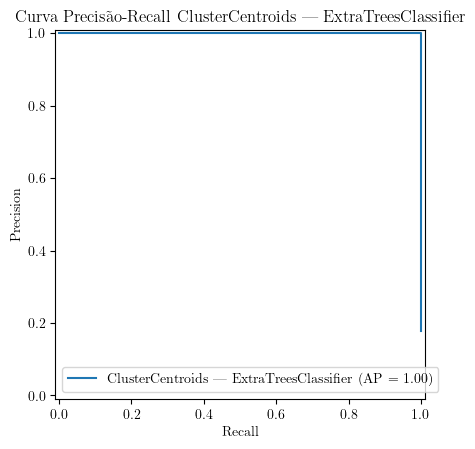 Curva Precisão-Recall ClusterCentroids — ExtraTreesClassifier
1.0
0.8
0.6
0.4
0.2
0.0
Precision
ClusterCentroids — ExtraTreesClassifier (AP = 1.00)
0.0 0.2 0.4 0.6 0.8 1.0
Recall